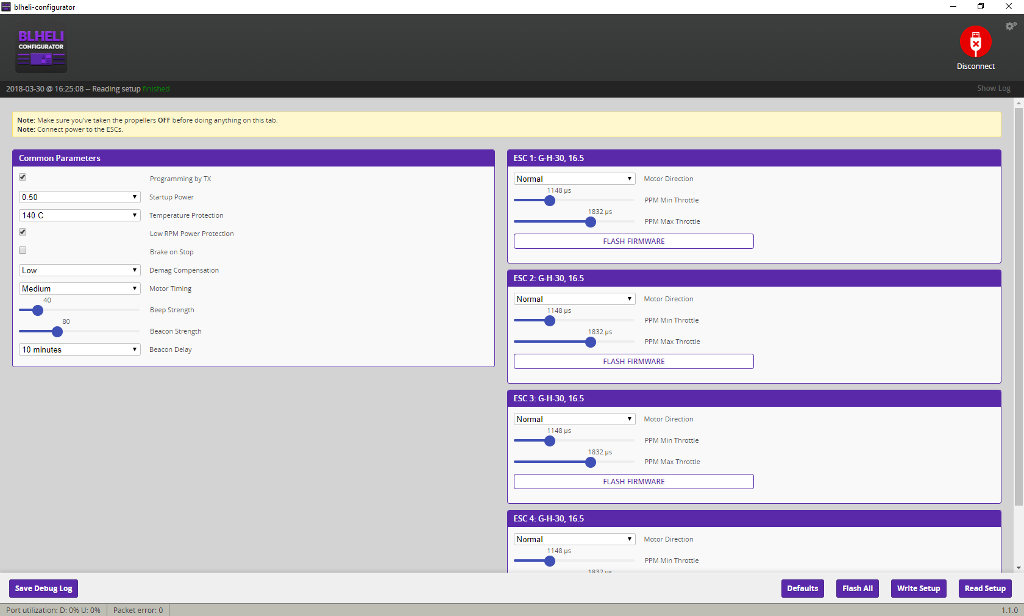 blheli-configurator
BLHELI
CONFIGURATOR
Disconnect
2018-03-30 @ 16:25:08 -- Reading setup finished
Show Log
Note: Make sure you've taken the propellers OFF before doing anything on this tab.
Note: Connect power to the ESCs.
Common Parameters
Programming by TX
0.50 Startup Power
140 C Temperature Protection
Low RPM Power Protection
Brake on Stop
Low Demag Compensation
Medium Motor Timing
40
Beep Strength
80
Beacon Strength
10 minutes Beacon Delay
ESC 1: G-H-30, 16.5
Normal Motor Direction
1148 µs
PPM Min Throttle
1832 µs
PPM Max Throttle
FLASH FIRMWARE
ESC 2: G-H-30, 16.5
Normal Motor Direction
1148 µs
PPM Min Throttle
1832 µs
PPM Max Throttle
FLASH FIRMWARE
ESC 3: G-H-30, 16.5
Normal Motor Direction
1148 µs
PPM Min Throttle
1832 µs
PPM Max Throttle
FLASH FIRMWARE
ESC 4: G-H-30, 16.5
Normal Motor Direction
1148 µs
PPM Min Throttle
1832 µs
Save Debug Log
Defaults
Flash All
Write Setup
Read Setup
Port utilization: D: 0% U: 0%
Packet error: 0
1.1.0